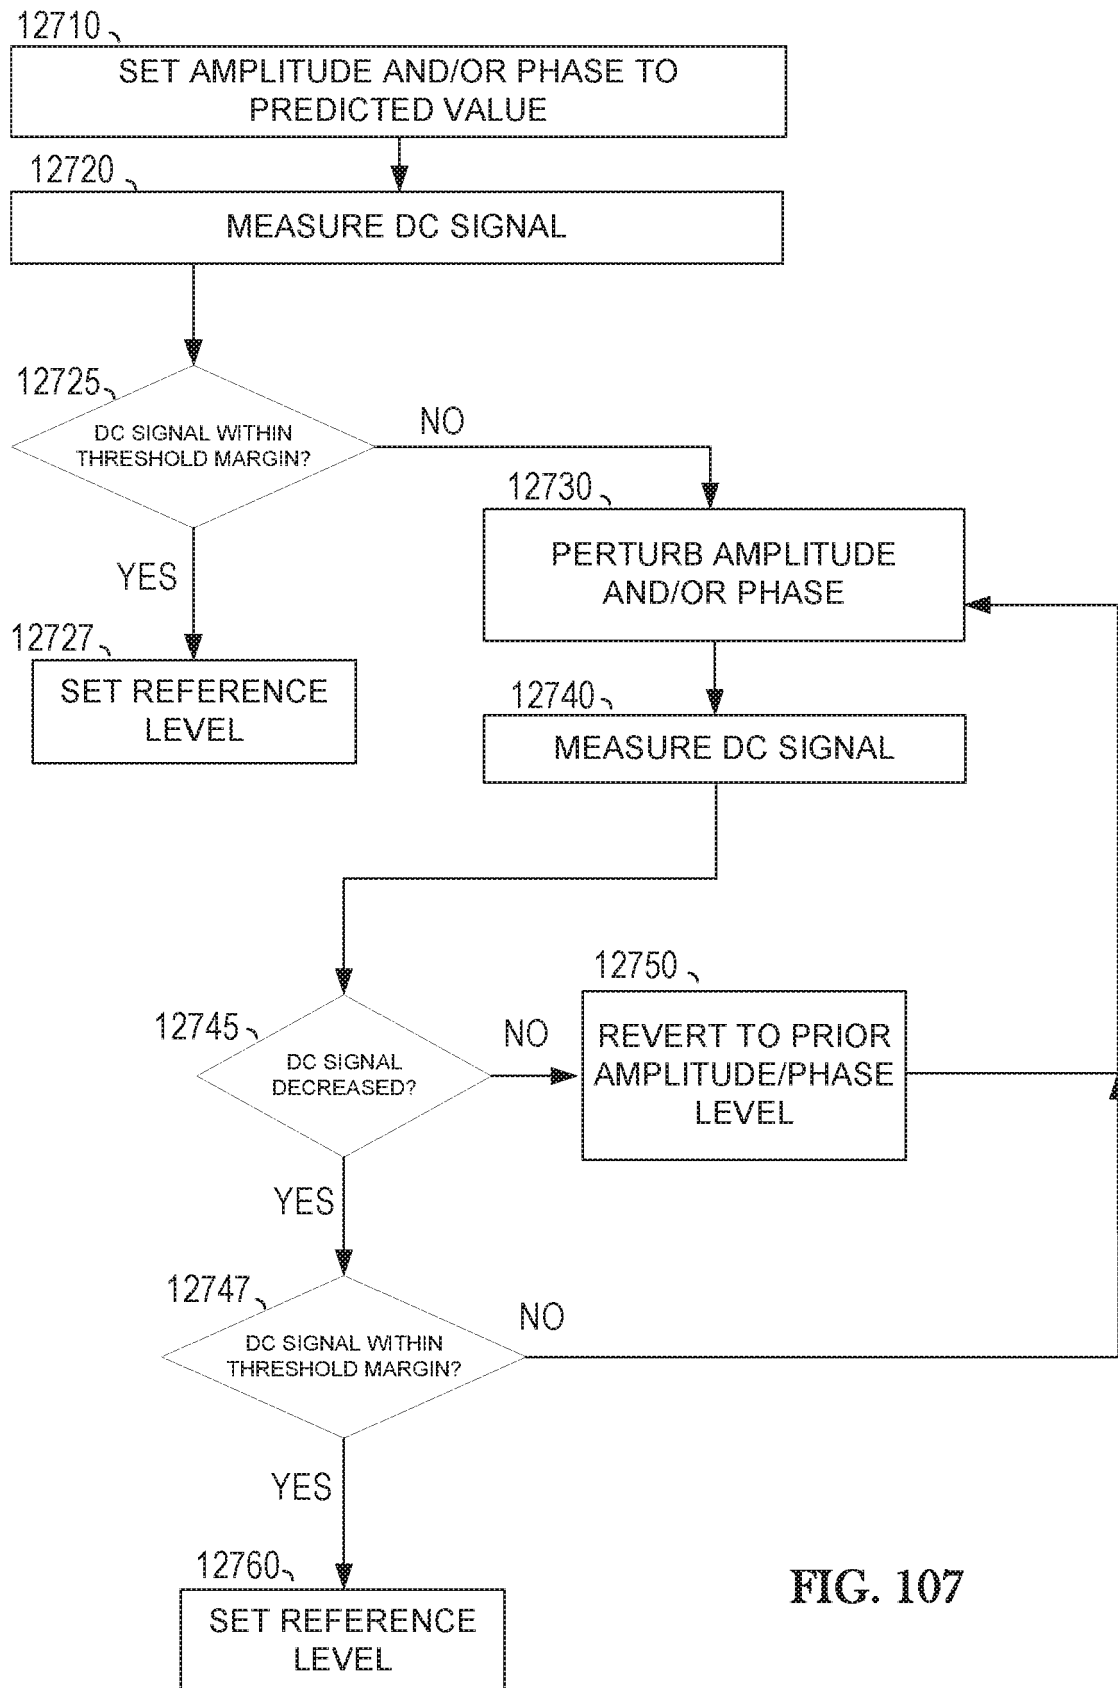 12710
SET AMPLITUDE AND/OR PHASE TO
PREDICTED VALUE
12720
MEASURE DC SIGNAL
12725
DC SIGNAL WITHIN
THRESHOLD MARGIN?
NO
YES
12727
SET REFERENCE
LEVEL
12730
PERTURB AMPLITUDE
AND/OR PHASE
12740
MEASURE DC SIGNAL
12745
DC SIGNAL
DECREASED?
NO
12750
REVERT TO PRIOR
AMPLITUDE/PHASE
LEVEL
YES
12747
DC SIGNAL WITHIN
THRESHOLD MARGIN?
NO
YES
12760
SET REFERENCE
LEVEL
FIG. 107